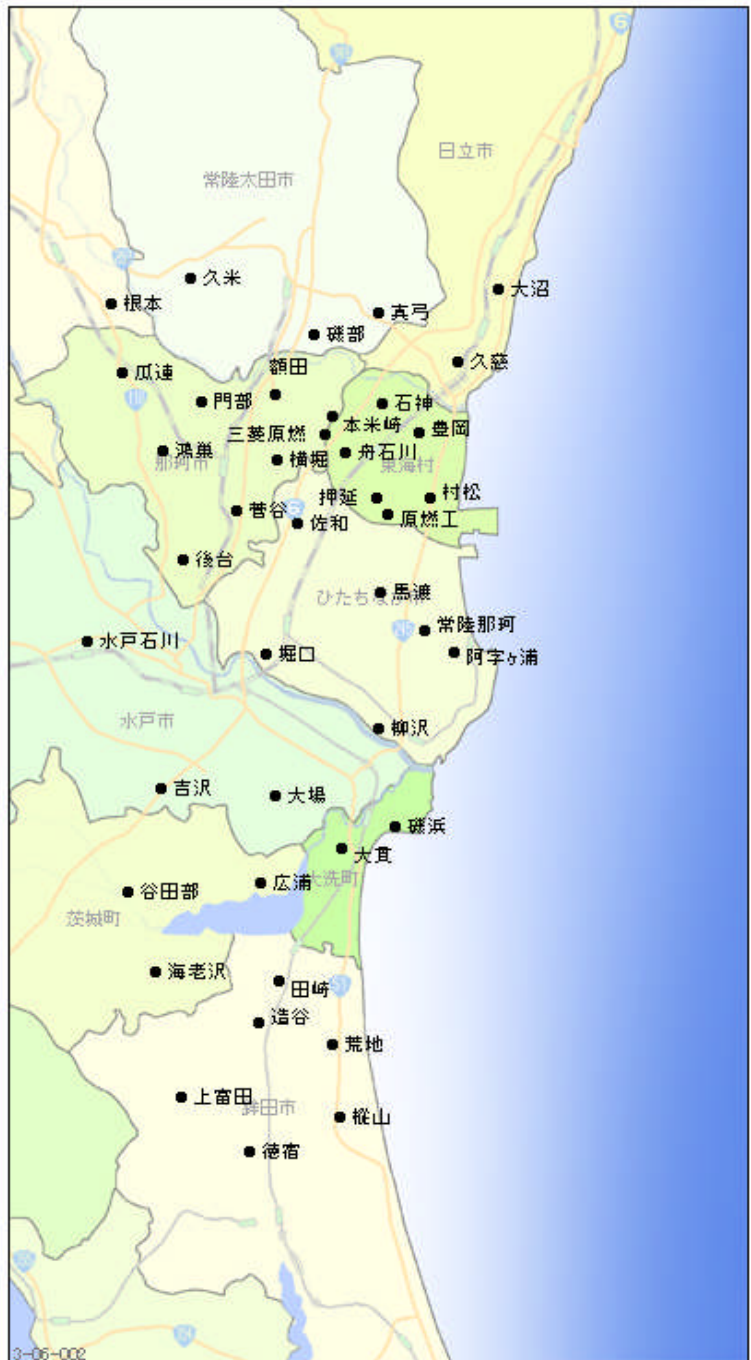 6
日立市
常陸太田市
久米
大沼
根本
真弓
磯部
久慈
額田
瓜連
石神
門部
118
本米崎
豊岡
三菱原燃
鴻巣
舟石川
横堀
那珂市
東海村
押延
村松
菅谷
6
原燃工
佐和
後台
馬渡
ひたちなか市
常陸那珂
245
水戸石川
堀口
阿字ヶ浦
水戸市
柳沢
吉沢
大場
磯浜
大貫
大洗町
広浦
谷田部
茨城町
海老沢
田崎
51
造谷
荒地
上富田
鉾田市
樅山
徳宿
3-06-002